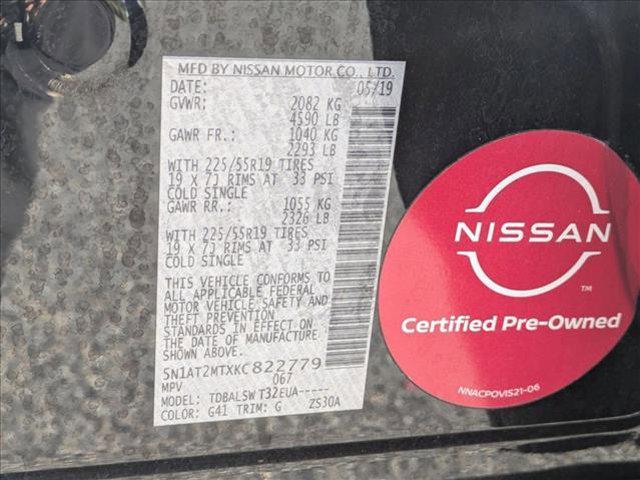 MFD BY NISSAN MOTOR CO., LTD.
DATE: 05/19
GVWR: 2082 KG
4590 LB
GAWR FR.: 1040 KG
2293 LB
WITH 225/55R19 TIRES
19 X 7J RIMS AT 33 PSI
COLD SINGLE
GAWR RR.: 1055 KG
2326 LB
WITH 225/55R19 TIRES
19 X 7J RIMS AT 33 PSI
COLD SINGLE
THIS VEHICLE CONFORMS TO
ALL APPLICABLE FEDERAL
MOTOR VEHICLE SAFETY AND
THEFT PREVENTION
STANDARDS IN EFFECT ON
THE DATE OF MANUFACTURE
SHOWN ABOVE.
5N1AT2MTXKC822779
MPV 067
MODEL: TDBALSWT32EUA-----
COLOR: G41 TRIM: G ZS30A
NISSAN
TM
Certified Pre-Owned
NNACPOVIS21-06